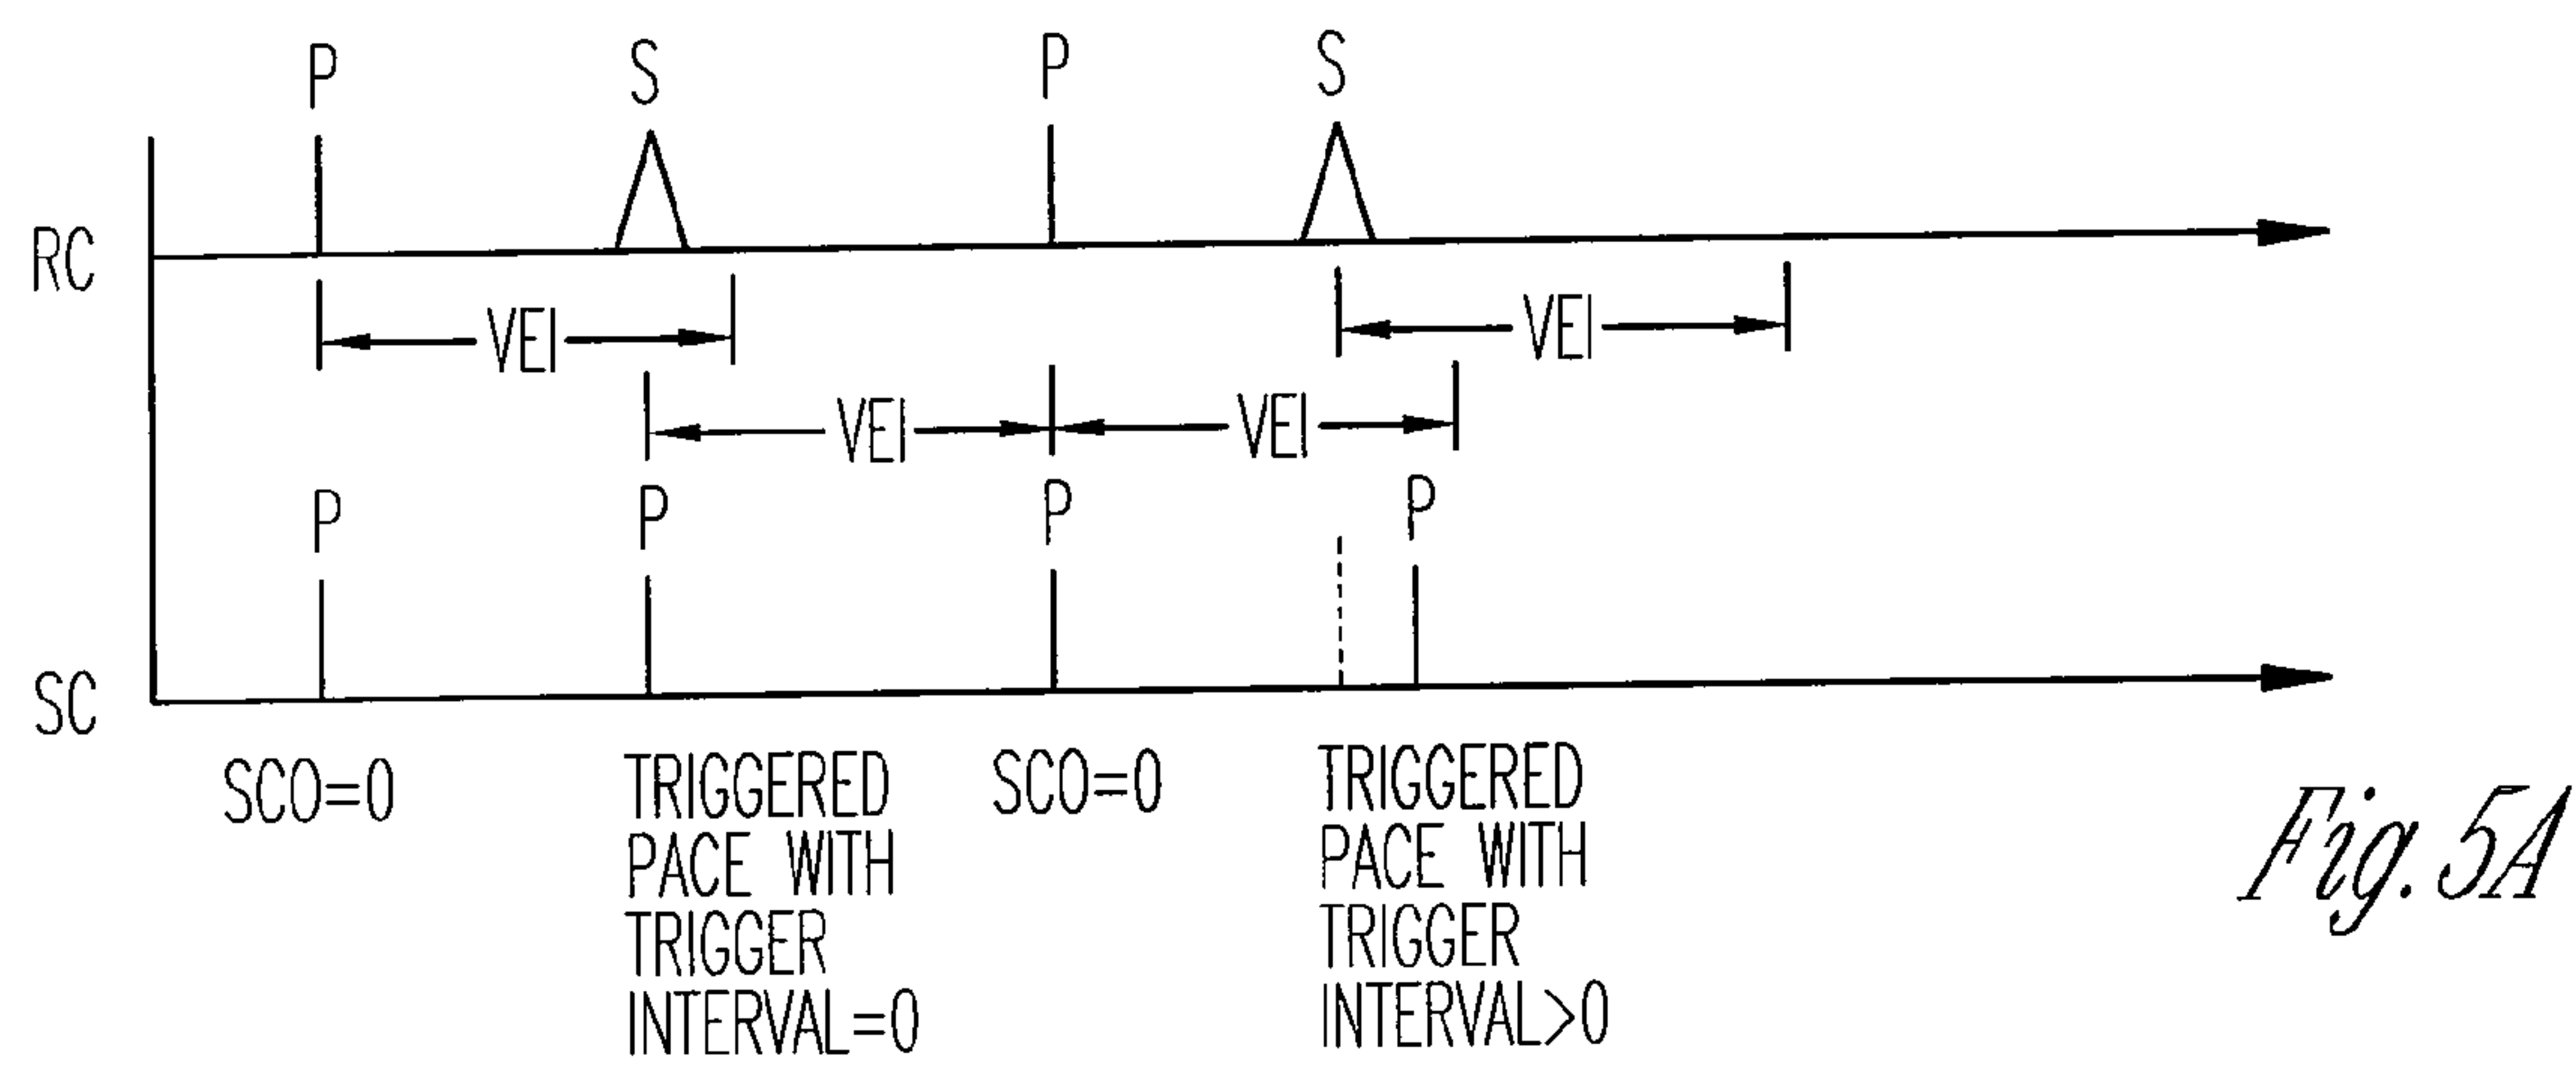 P S P S
RC
VEI VEI
VEI VEI
P P P P
SC
SCO=0
TRIGGERED
PACE WITH
TRIGGER
INTERVAL=0
SCO=0
TRIGGERED
PACE WITH
TRIGGER
INTERVAL>0
Fig. 5A